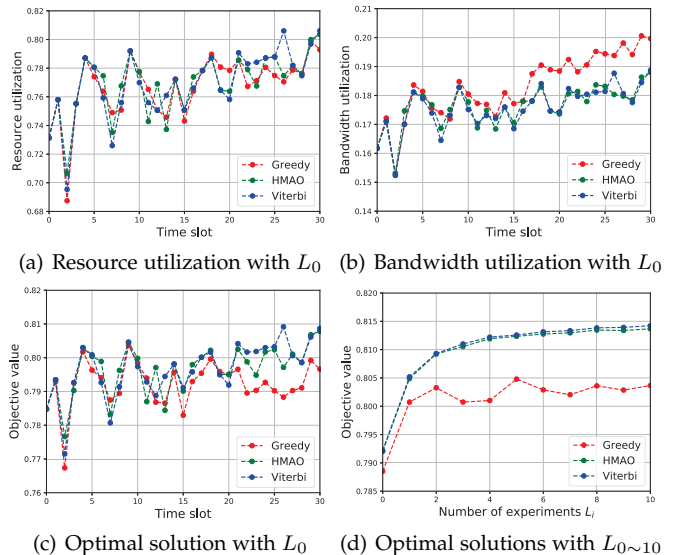 0.82
0.80
0.78
0.76
0.74
0.72
0.70
0.68
Resource utilization
0 5 10 15 20 25 30
Time slot
Greedy
HMAO
Viterbi
(a) Resource utilization with L0
0.21
0.20
0.19
0.18
0.17
0.16
0.15
0.14
Bandwidth utilization
0 5 10 15 20 25 30
Time slot
Greedy
HMAO
Viterbi
(b) Bandwidth utilization with L0
0.82
0.80
0.79
0.77
0.76
Objective value
0 5 10 15 20 25 30
Time slot
Greedy
HMAO
Viterbi
(c) Optimal solution with L0
0.820
0.815
0.810
0.805
0.800
0.795
0.790
0.785
Objective value
0 2 4 6 8 10
Number of experiments Li
Greedy
HMAO
Viterbi
(d) Optimal solutions with L0∼10